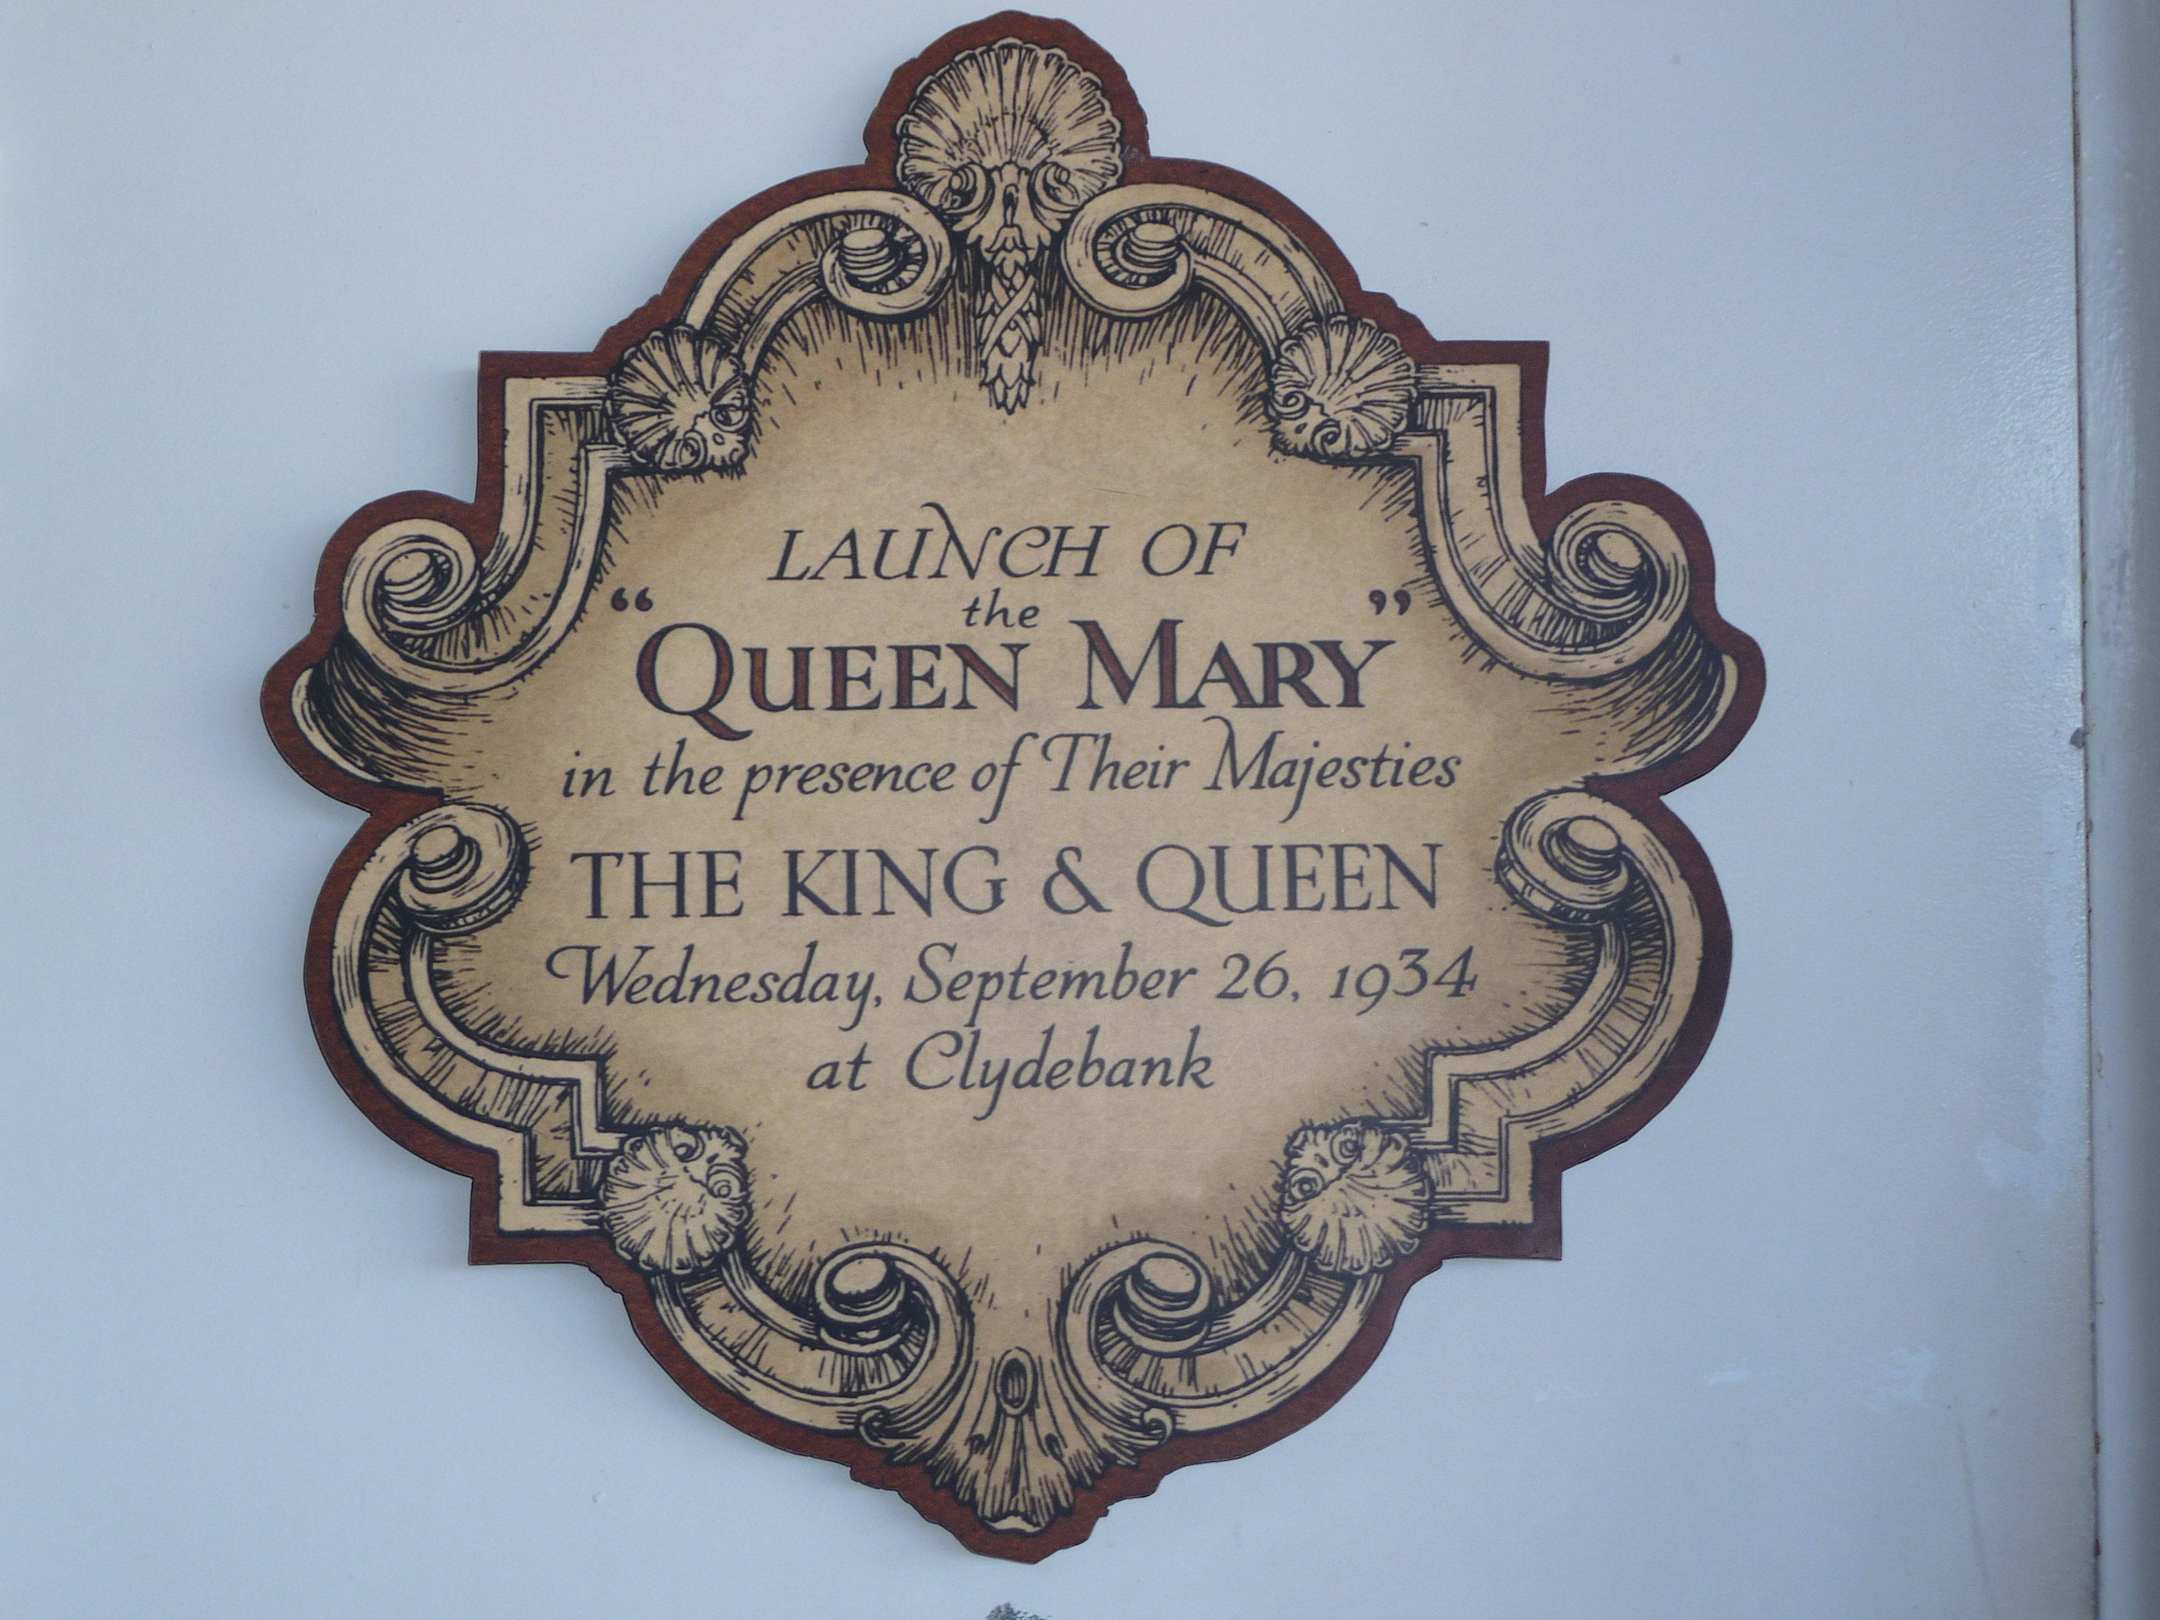 LAUNCH OF
the
"QUEEN MARY"
in the presence of Their Majesties
THE KING & QUEEN
Wednesday, September 26, 1934
at Clydebank